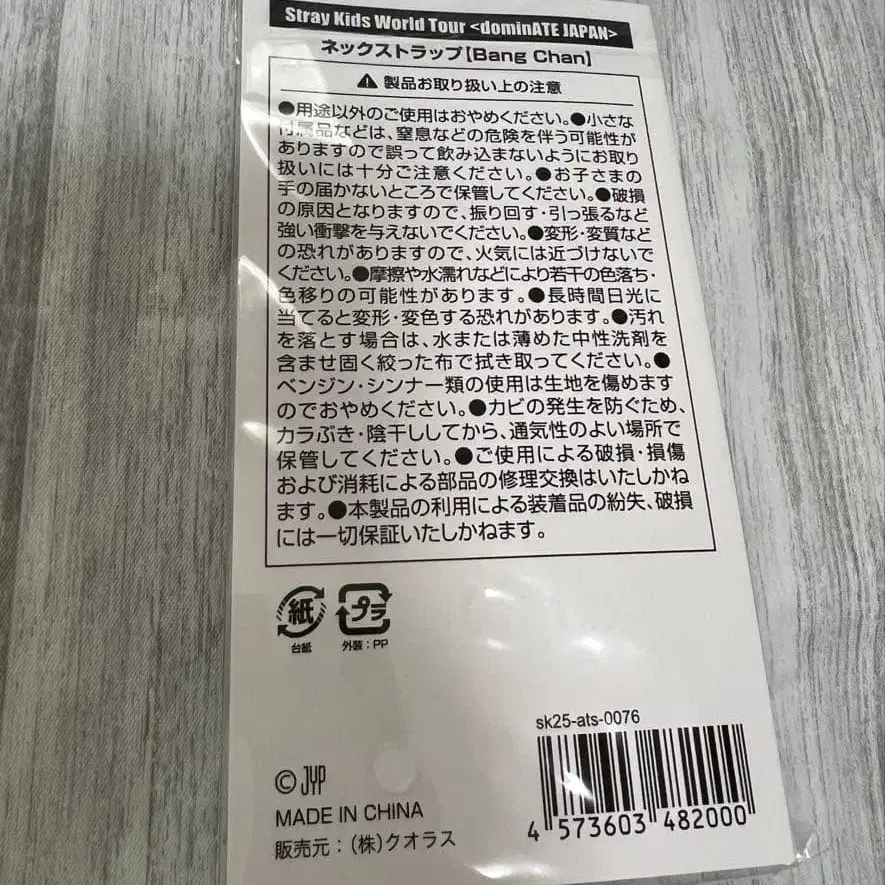 Stray Kids World Tour <dominATE JAPAN>
ネックストラップ【Bang Chan】
⚠ 製品お取り扱い上の注意
●用途以外のご使用はおやめください。●小さな
付属品などは、窒息などの危険を伴う可能性が
ありますので誤って飲み込まないようにお取り
扱いには十分ご注意ください。●お子さまの
手の届かないところで保管してください。●破損
の原因となりますので、振り回す・引っ張るなど
強い衝撃を与えないでください。●変形・変質など
の恐れがありますので、火気には近づけないで
ください。●摩擦や水濡れなどにより若干の色落ち・
色移りの可能性があります。●長時間日光に
当てると変形・変色する恐れがあります。●汚れ
を落とす場合は、水または薄めた中性洗剤を
含ませ固く絞った布で拭き取ってください。●
ベンジン・シンナー類の使用は生地を傷めます
のでおやめください。●カビの発生を防ぐため、
カラぶき・陰干ししてから、通気性のよい場所で
保管してください。●ご使用による破損・損傷
および消耗による部品の修理交換はいたしかね
ます。●本製品の利用による装着品の紛失、破損
には一切保証いたしかねます。
紙 プラ
台紙 外装：PP
sk25-ats-0076
4 573603 482000
© JYP
MADE IN CHINA
販売元：（株）クオラス